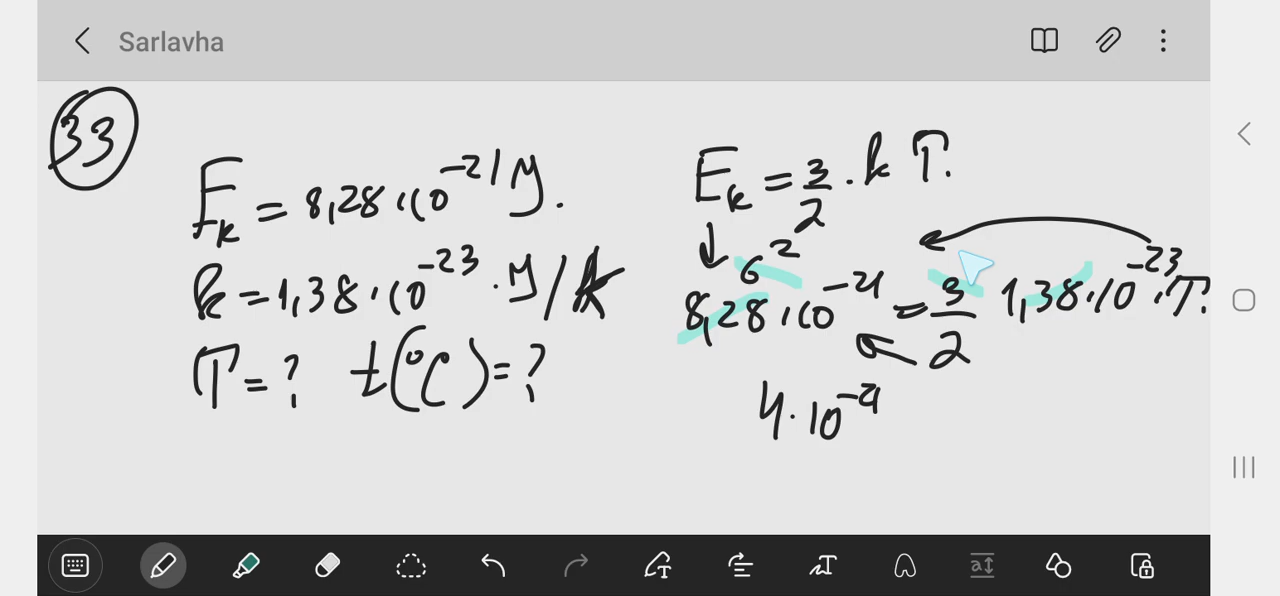 Sarlavha
33
Eₖ = 8,28·10⁻²¹ J.
k = 1,38·10⁻²³ · J/K
T = ? t(°C) = ?
Eₖ = 3/2 · k T.
6 2
8,28·10⁻²¹ = 3/2 1,38·10⁻²³·T.
4·10⁻²¹